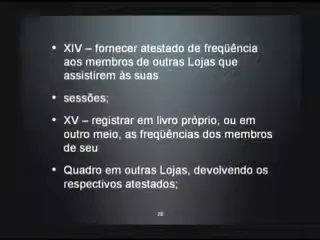 • XIV – fornecer atestado de freqüência
aos membros de outras Lojas que
assistirem às suas
• sessões;
• XV – registrar em livro próprio, ou em
outro meio, as freqüências dos membros
de seu
• Quadro em outras Lojas, devolvendo os
respectivos atestados;